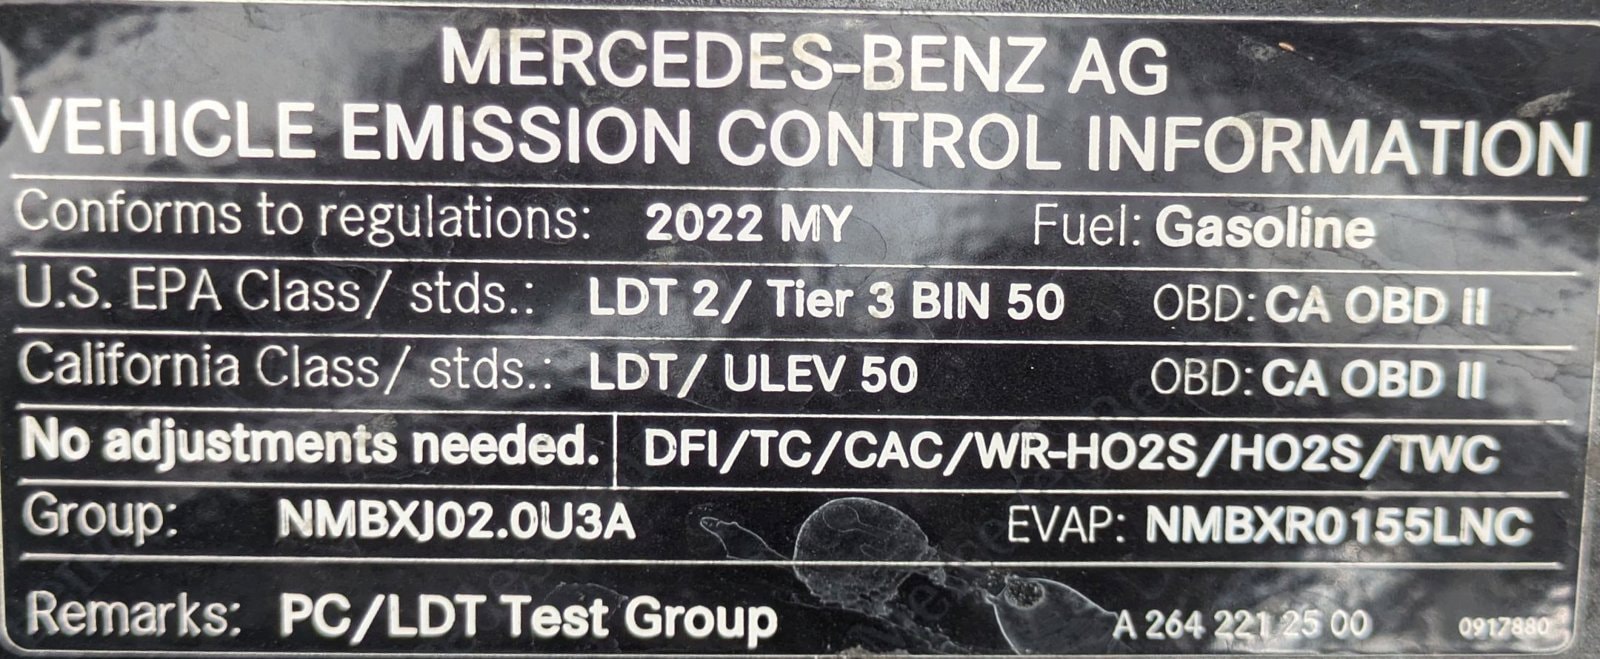 MERCEDES-BENZ AG
VEHICLE EMISSION CONTROL INFORMATION
Conforms to regulations: 2022 MY Fuel: Gasoline
U.S. EPA Class/ stds.: LDT 2/ Tier 3 BIN 50 OBD: CA OBD II
California Class/ stds.: LDT/ ULEV 50 OBD: CA OBD II
No adjustments needed. DFI/TC/CAC/WR-HO2S/HO2S/TWC
Group: NMBXJ02.0U3A EVAP: NMBXR0155LNC
Remarks: PC/LDT Test Group A 264 221 25 00 0917880